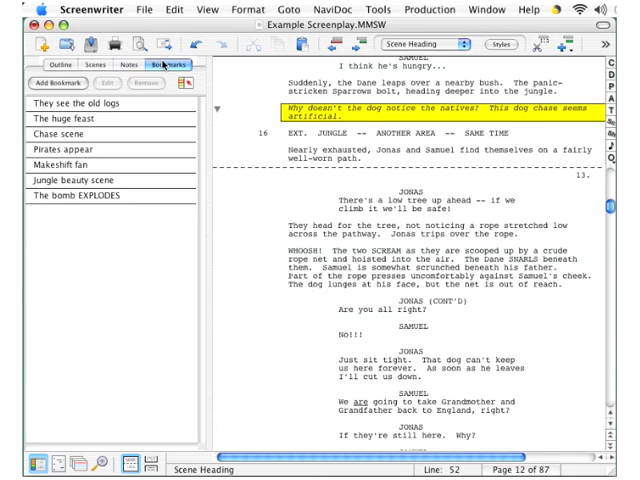 Screenwriter File Edit View Format GoTo NaviDoc Tools Production Window Help
Example Screenplay.MMSW
Scene Heading
Styles
123
»
Outline Scenes Notes Bookmarks
Add Bookmark Edit Remove
They see the old logs
The huge feast
Chase scene
Pirates appear
Makeshift fan
Jungle beauty scene
The bomb EXPLODES
SAMUEL
I think he's hungry...
Suddenly, the Dane leaps over a nearby bush. The panic-
stricken Sparrows bolt, heading deeper into the jungle.
Why doesn't the dog notice the natives? This dog chase seems
artificial.
16 EXT. JUNGLE -- ANOTHER AREA -- SAME TIME
Nearly exhausted, Jonas and Samuel find themselves on a fairly
well-worn path.
13.
JONAS
There's a low tree up ahead -- if we
climb it we'll be safe!
They head for the tree, not noticing a rope stretched low
across the pathway. Jonas trips over the rope.
WHOOSH! The two SCREAM as they are scooped up by a crude
rope net and hoisted into the air. The Dane SNARLS beneath
them. Samuel is somewhat scrunched beneath his father.
Part of the rope presses uncomfortably against Samuel's cheek.
The dog lunges at his face, but the net is out of reach.
JONAS (CONT'D)
Are you all right?
SAMUEL
No!!!
JONAS
Just sit tight. That dog can't keep
us here forever. As soon as he leaves
I'll cut us down.
SAMUEL
We are going to take Grandmother and
Grandfather back to England, right?
JONAS
If they're still here. Why?
C
D
P
A
T
Scene Heading Line: 52 Page 12 of 87